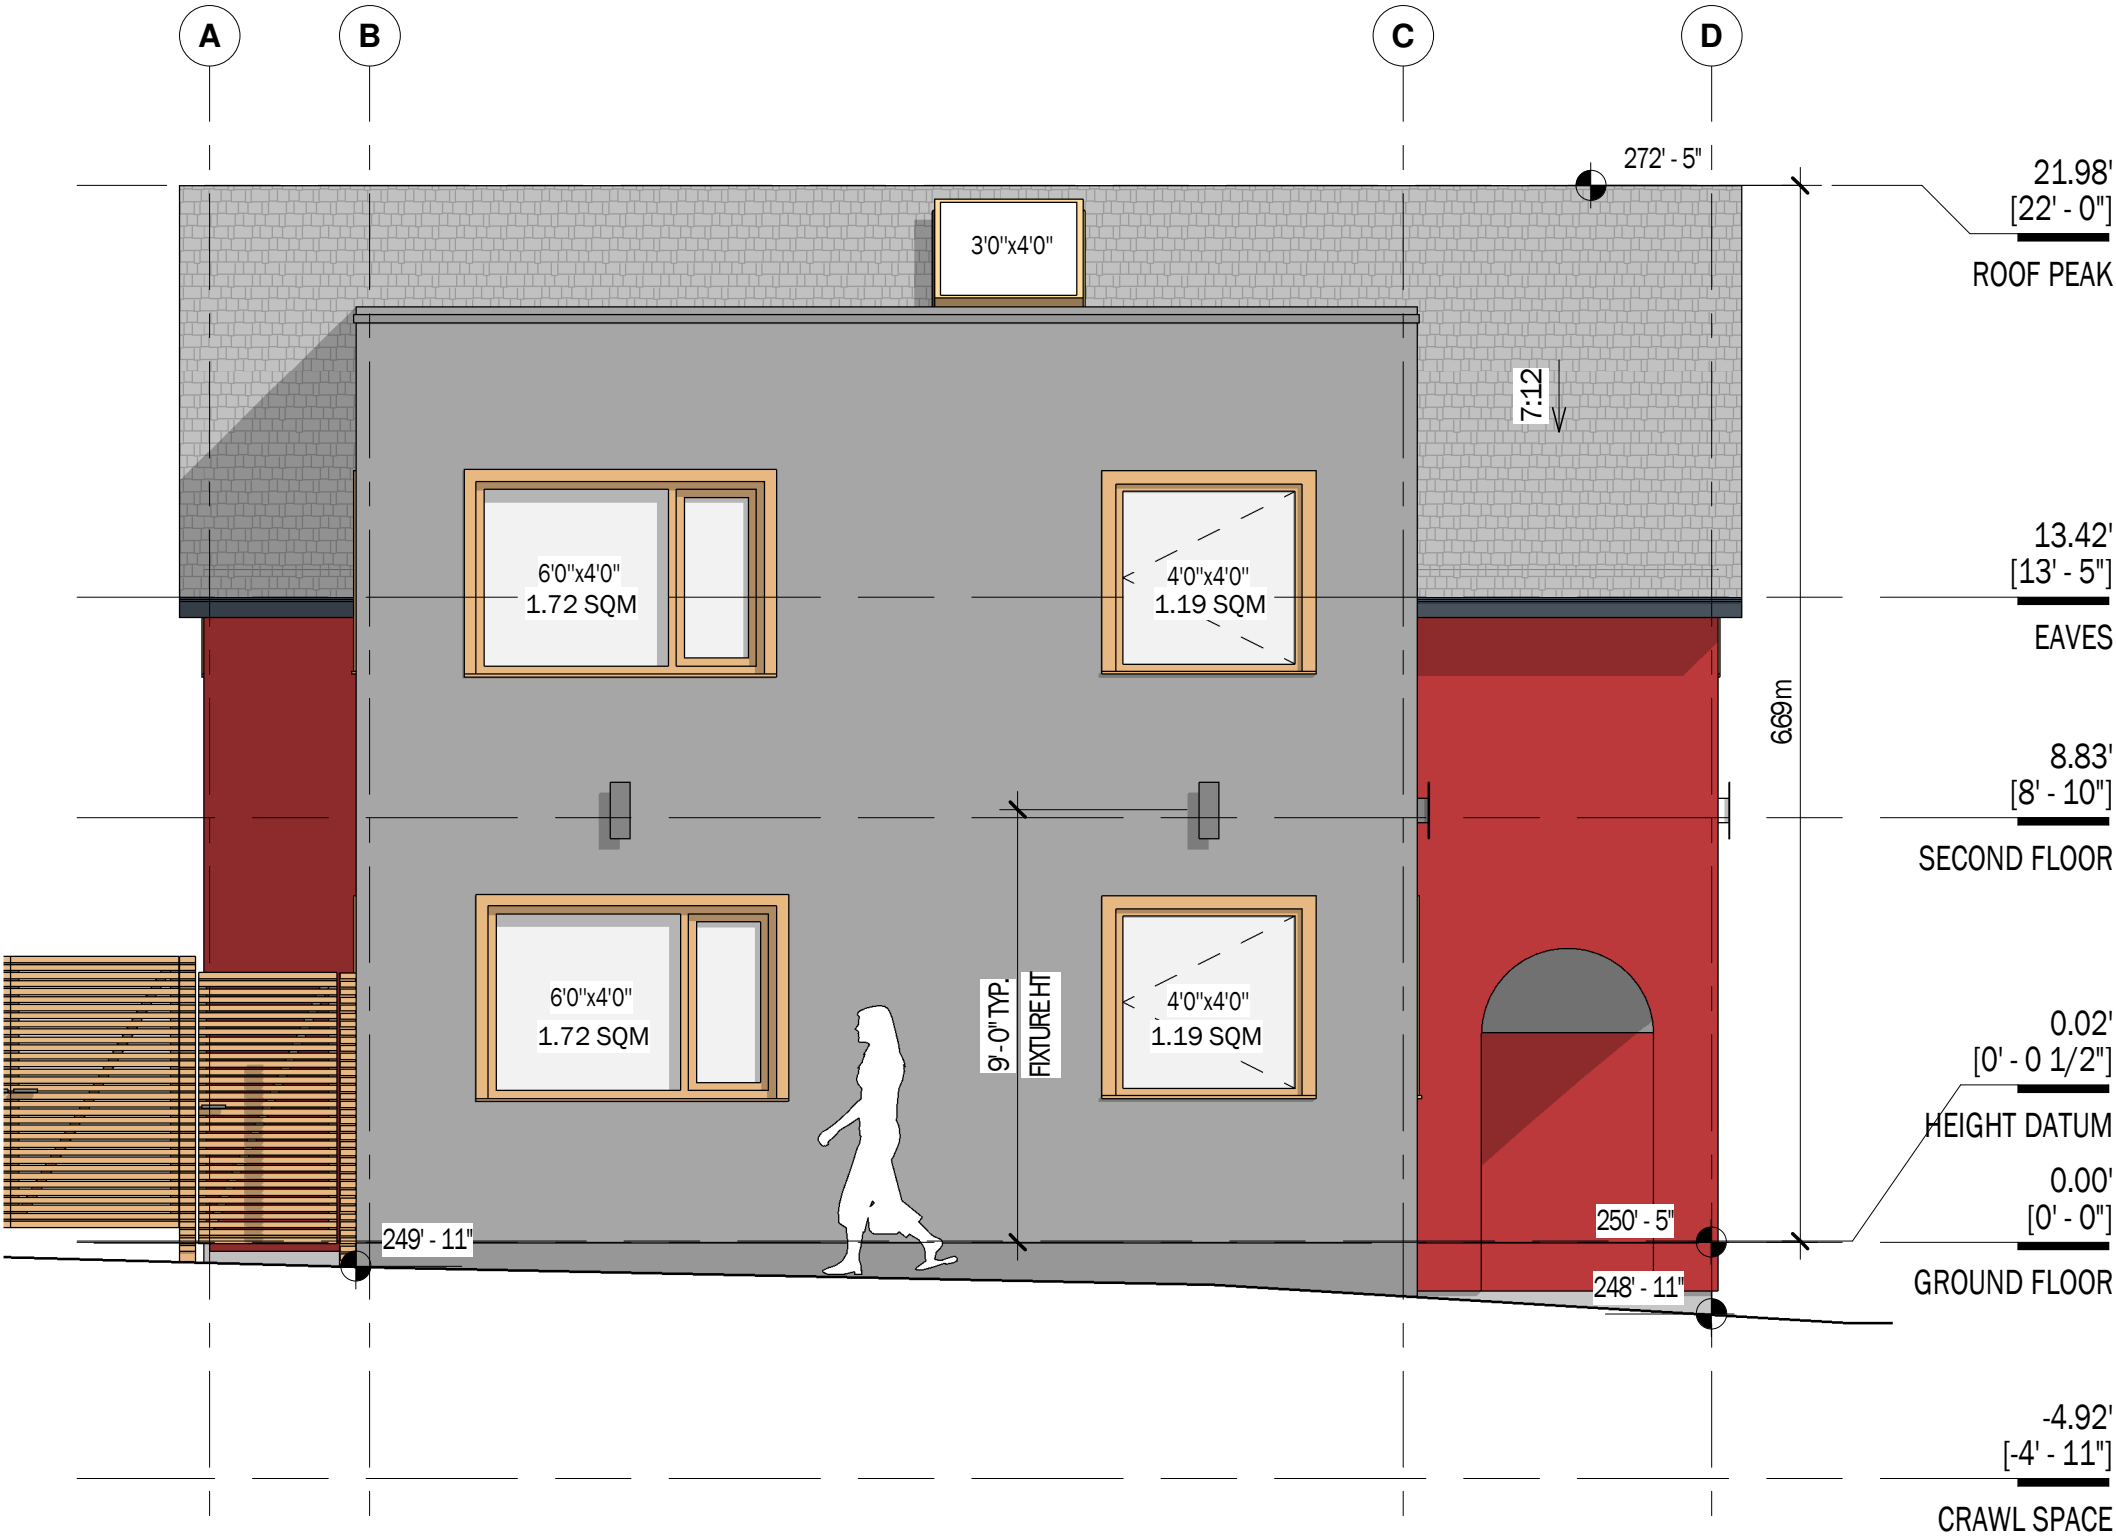 A
B
C
D
272' - 5"
21.98'
[22' - 0"]
ROOF PEAK
3'0"x4'0"
7:12
13.42'
[13' - 5"]
EAVES
6'0"x4'0"
1.72 SQM
4'0"x4'0"
1.19 SQM
6.69m
8.83'
[8' - 10"]
SECOND FLOOR
6'0"x4'0"
1.72 SQM
9'-0" TYP.
FIXTURE HT
4'0"x4'0"
1.19 SQM
0.02'
[0' - 0 1/2"]
HEIGHT DATUM
0.00'
[0' - 0"]
GROUND FLOOR
249' - 11"
250' - 5"
248' - 11"
-4.92'
[-4' - 11"]
CRAWL SPACE